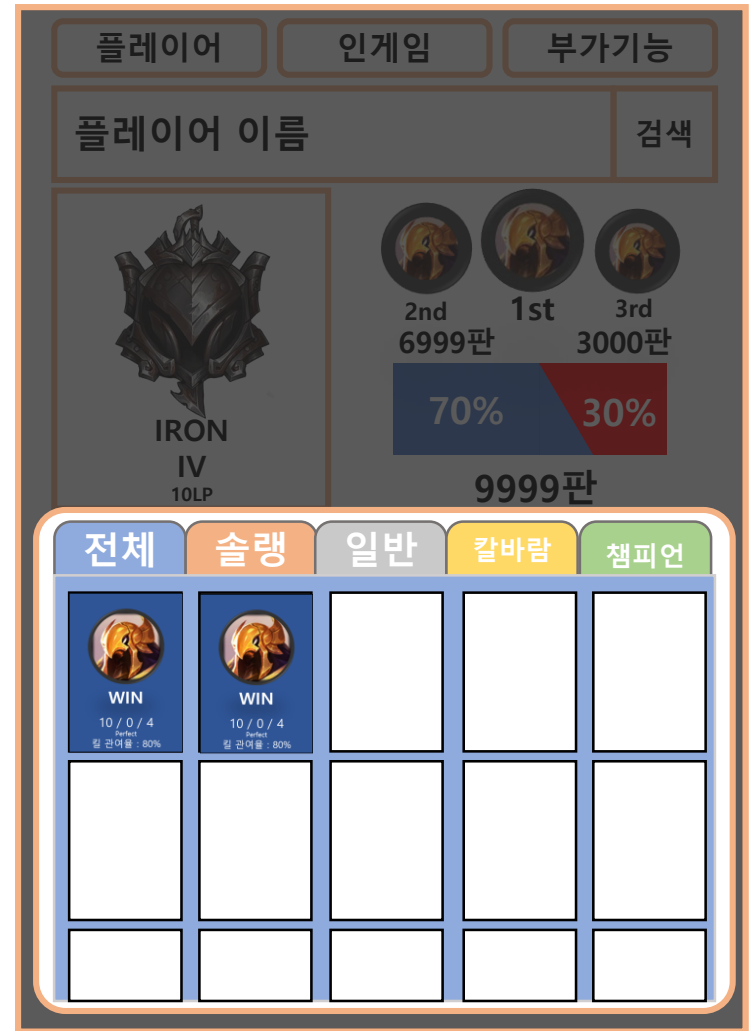 플레이어 인게임 부가기능
플레이어 이름 검색
IRON
IV
10LP
2nd 1st 3rd
6999판 3000판
70% 30%
9999판
전체 솔랭 일반 칼바람 챔피언
WIN
10 / 0 / 4
Perfect
킬 관여율 : 80%
WIN
10 / 0 / 4
Perfect
킬 관여율 : 80%